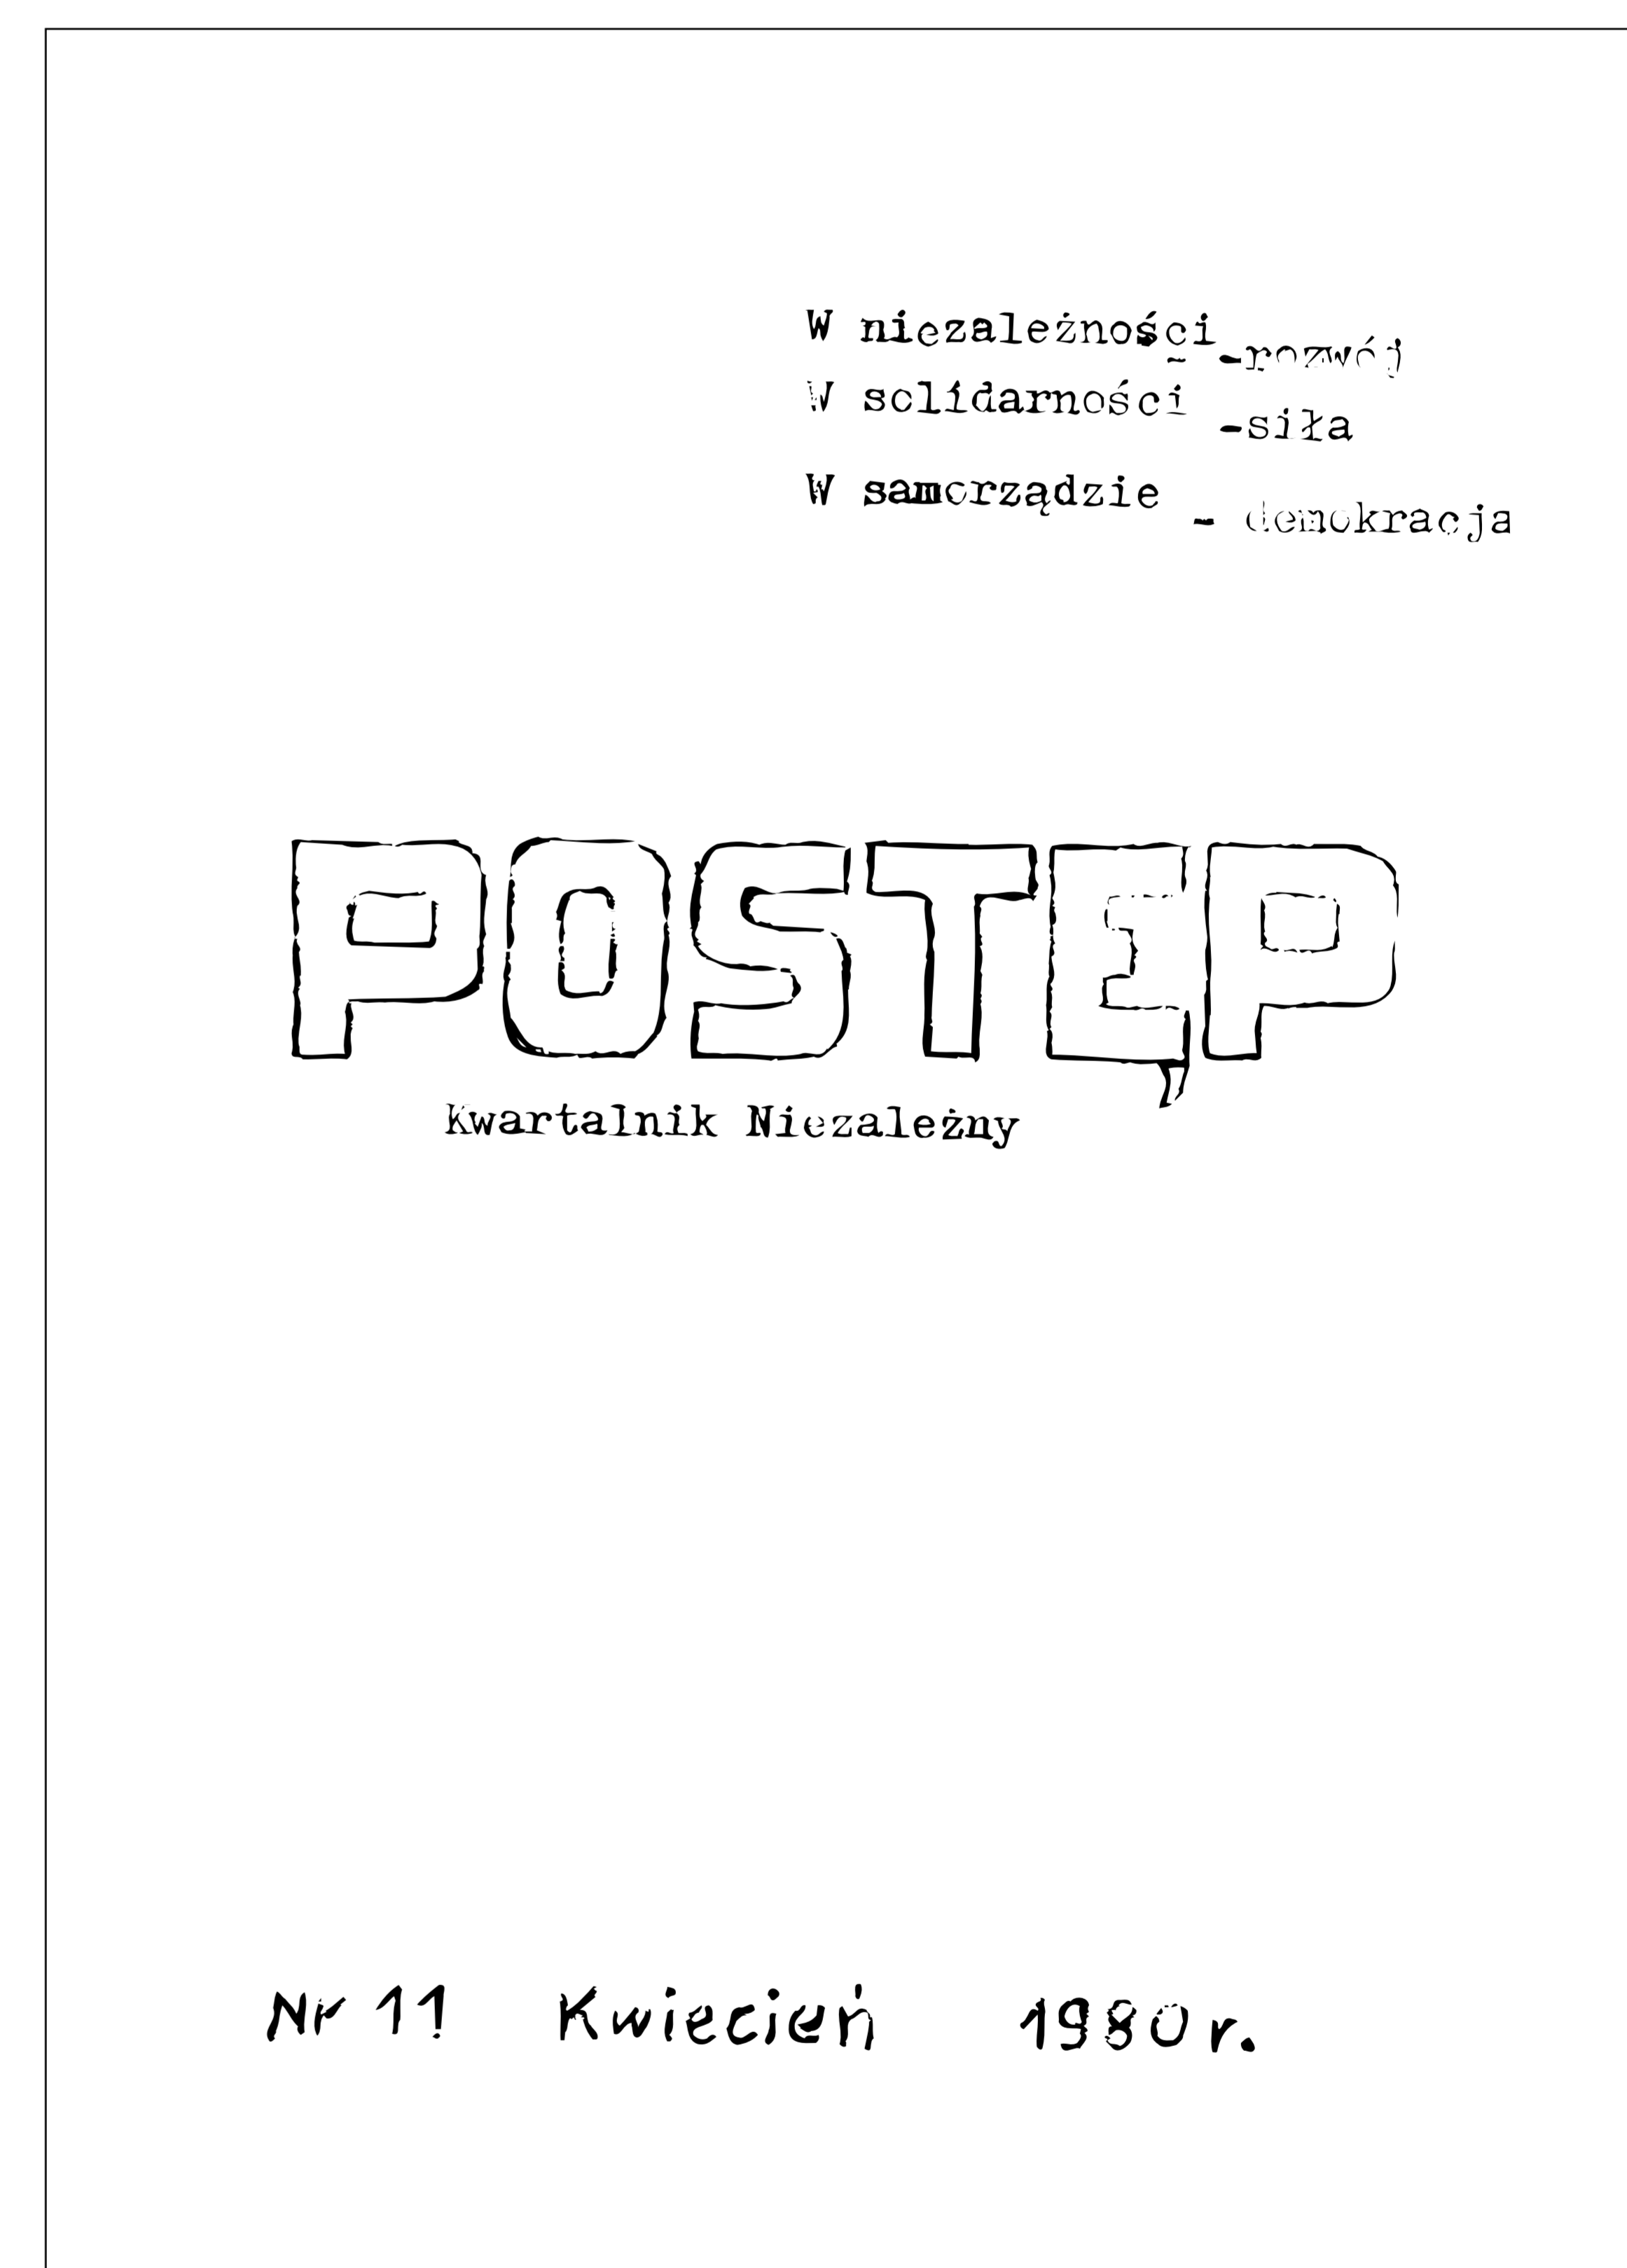 W niezależności - rozwój
W solidarności -siła
W samorządzie - demokracja
POSTĘP
Kwartalnik Niezależny
Nr 11 Kwiecień 1980 r.